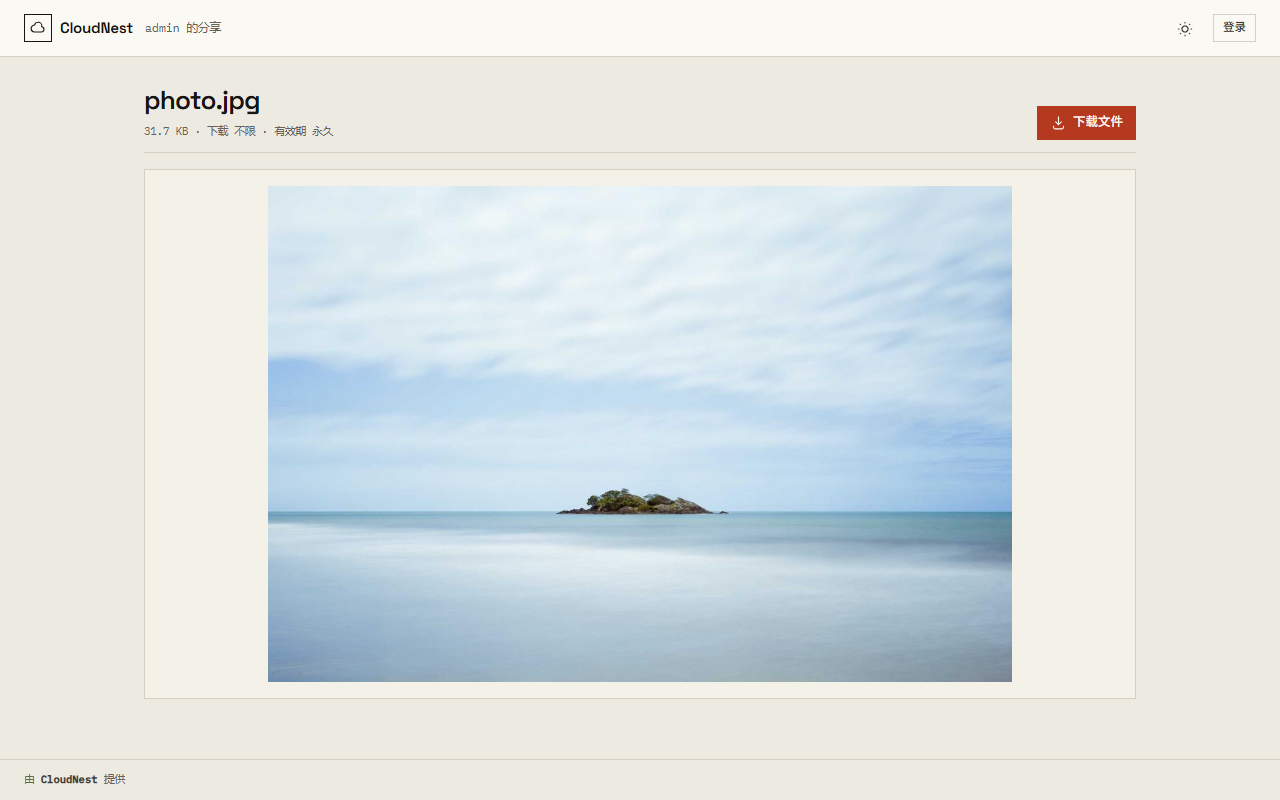 CloudNest admin 的分享
登录
photo.jpg
31.7 KB · 下载 不限 · 有效期 永久
下载文件
由 CloudNest 提供